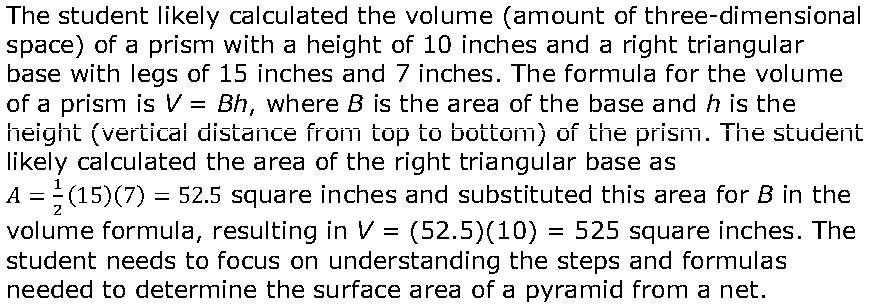 The student likely calculated the volume (amount of three-dimensional
space) of a prism with a height of 10 inches and a right triangular
base with legs of 15 inches and 7 inches. The formula for the volume
of a prism is V = Bh, where B is the area of the base and h is the
height (vertical distance from top to bottom) of the prism. The student
likely calculated the area of the right triangular base as
A = 1/2(15)(7) = 52.5 square inches and substituted this area for B in the
volume formula, resulting in V = (52.5)(10) = 525 square inches. The
student needs to focus on understanding the steps and formulas
needed to determine the surface area of a pyramid from a net.